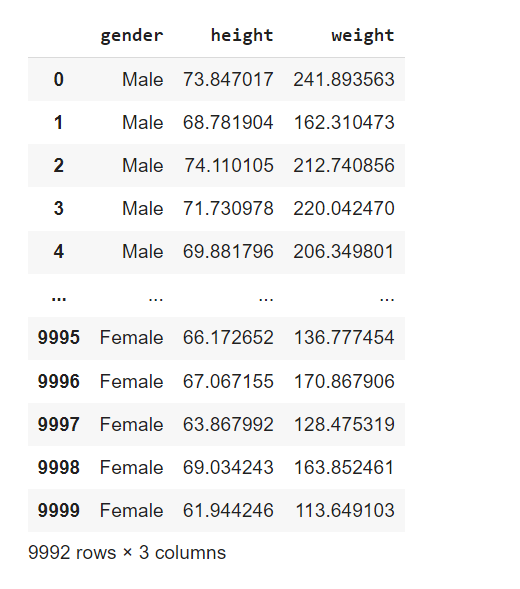 gender height weight
0 Male 73.847017 241.893563
1 Male 68.781904 162.310473
2 Male 74.110105 212.740856
3 Male 71.730978 220.042470
4 Male 69.881796 206.349801
... ... ... ...
9995 Female 66.172652 136.777454
9996 Female 67.067155 170.867906
9997 Female 63.867992 128.475319
9998 Female 69.034243 163.852461
9999 Female 61.944246 113.649103
9992 rows × 3 columns